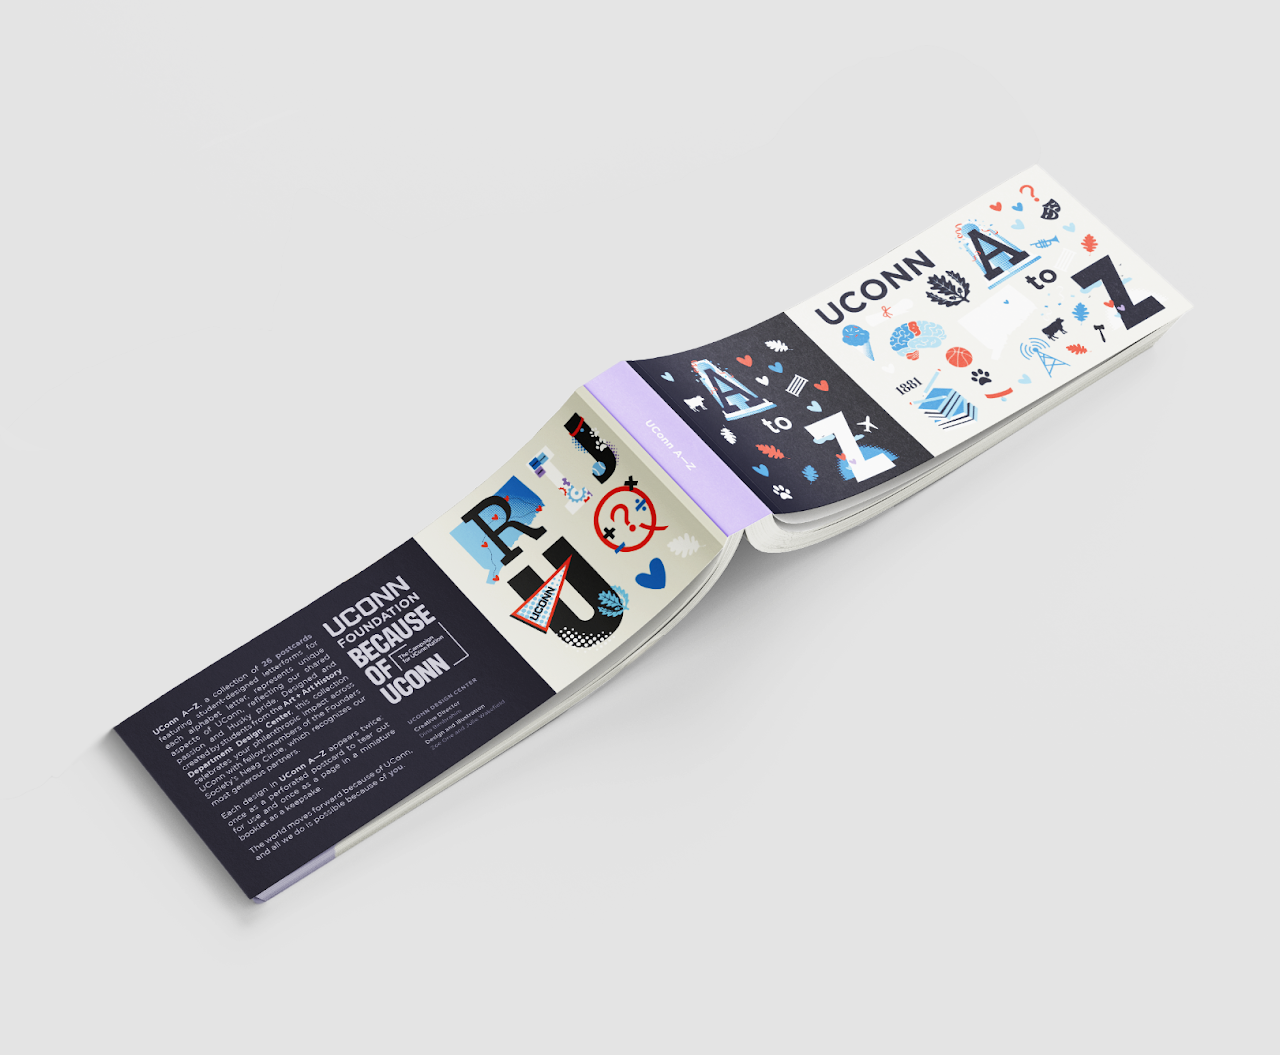 UCONN
A
to
Z
1881
A
to
Z
UConn A—Z
J
R
?
U
UCONN
UCONN
FOUNDATION
BECAUSE
OF
UCONN
The Campaign
for UConn Nation
UConn A—Z, a collection of 26 postcards
featuring student-designed letterforms for
each alphabet letter, represents unique
aspects of UConn, reflecting our shared
passion and Husky pride. Designed and
created by students from the Art + Art History
Department Design Center, this collection
celebrates your philanthropic impact across
UConn with fellow members of the Founders
Society's Neag Circle, which recognizes our
most generous partners.
Each design in UConn A—Z appears twice:
once as a perforated postcard to tear out
for use and once as a page in a miniature
booklet as a keepsake.
The world moves forward because of UConn,
and all we do is possible because of you.
UCONN DESIGN CENTER
Creative Director
Design and Illustration
Zoe One and Julie Wakefield